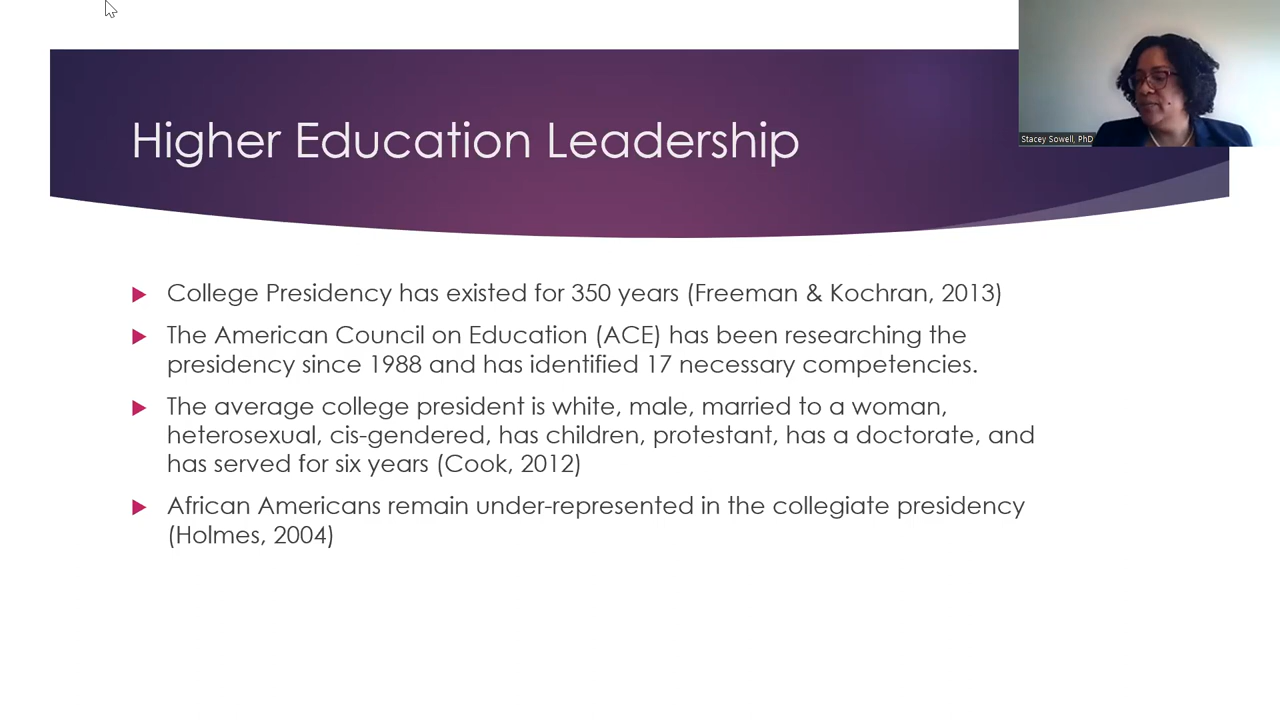 Higher Education Leadership
Stacey Sowell, PhD
College Presidency has existed for 350 years (Freeman & Kochran, 2013)
The American Council on Education (ACE) has been researching the
presidency since 1988 and has identified 17 necessary competencies.
The average college president is white, male, married to a woman,
heterosexual, cis-gendered, has children, protestant, has a doctorate, and
has served for six years (Cook, 2012)
African Americans remain under-represented in the collegiate presidency
(Holmes, 2004)